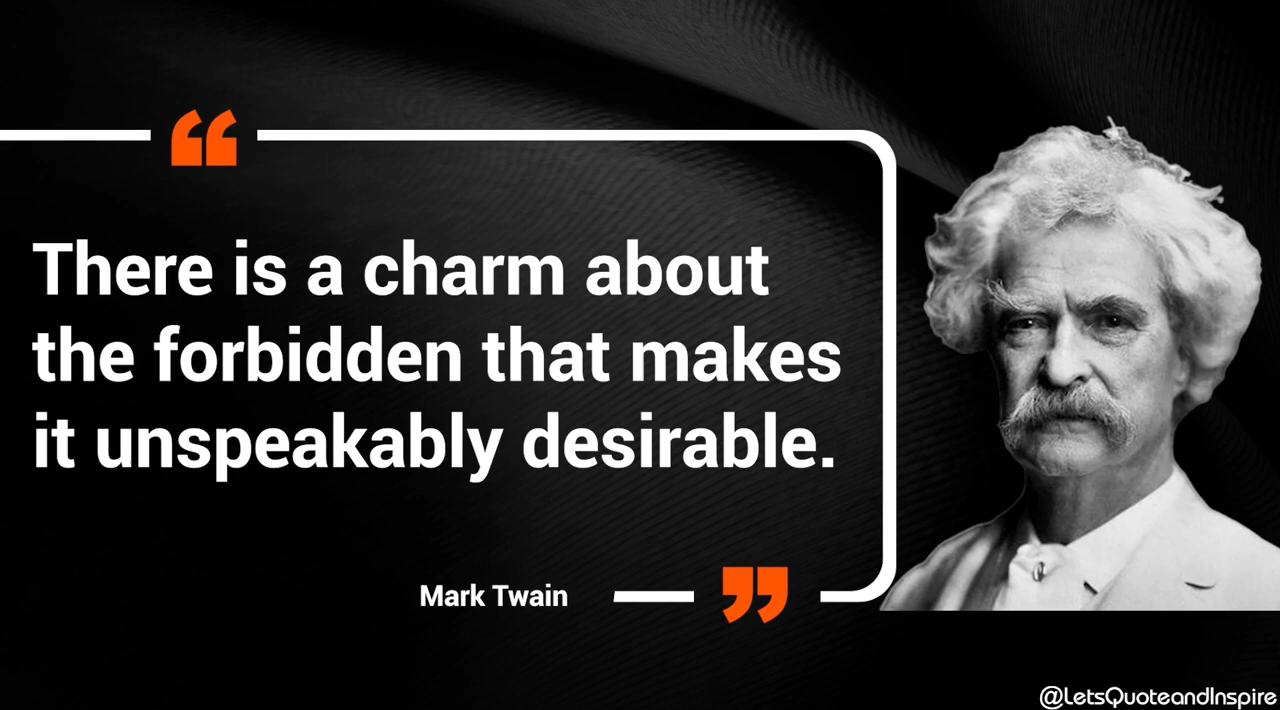 “
There is a charm about
the forbidden that makes
it unspeakably desirable.
Mark Twain
”
@LetsQuoteandInspire